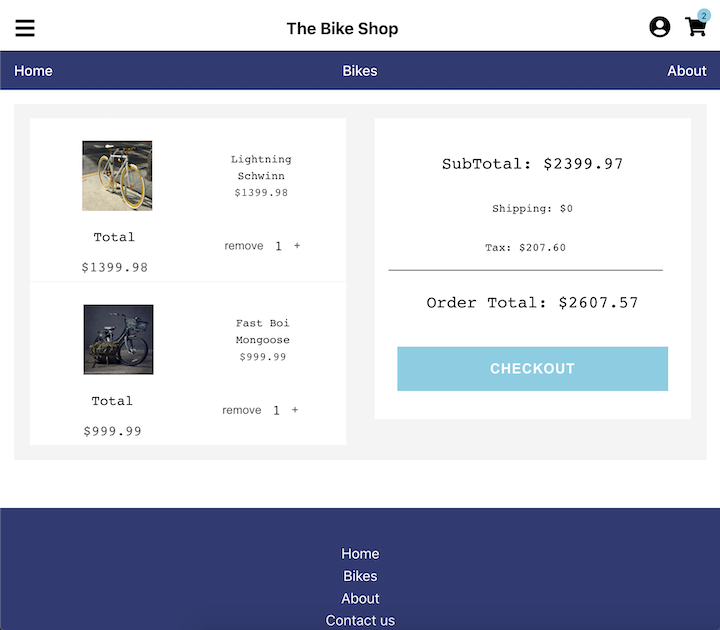 The Bike Shop
2
Home Bikes About
Lightning
Schwinn
$1399.98
Total
$1399.98
remove 1 +
Fast Boi
Mongoose
$999.99
Total
$999.99
remove 1 +
SubTotal: $2399.97
Shipping: $0
Tax: $207.60
Order Total: $2607.57
CHECKOUT
Home
Bikes
About
Contact us